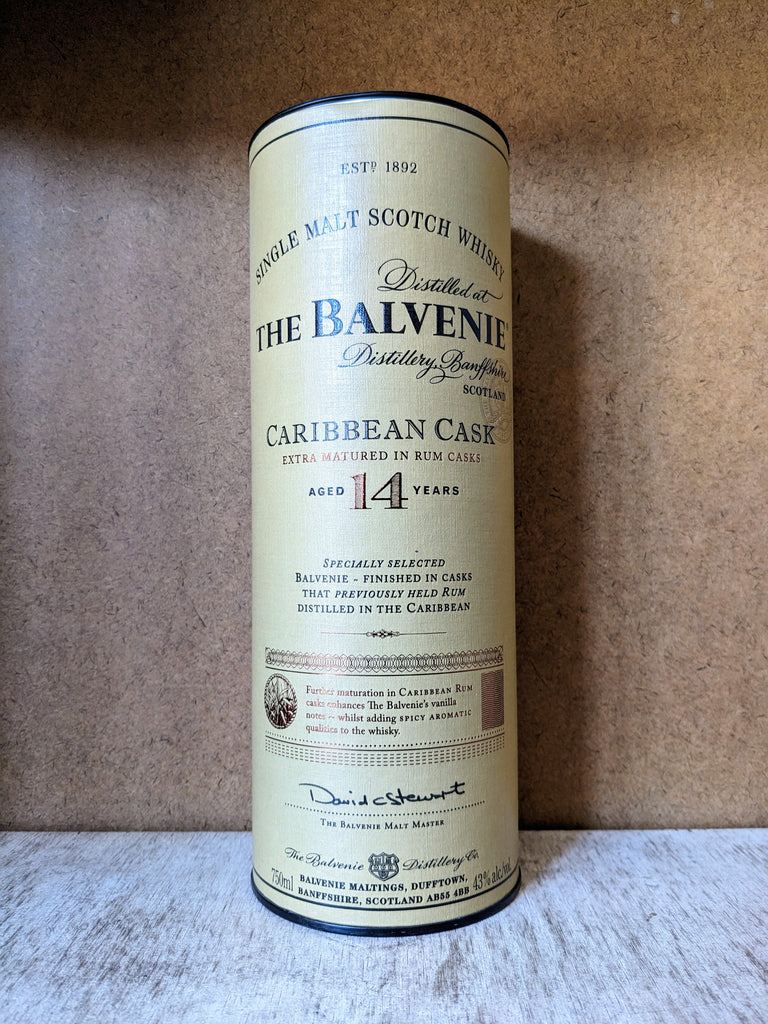 ESTD 1892
SINGLE MALT SCOTCH WHISKY
Distilled at
THE BALVENIE®
Distillery, Banffshire
SCOTLAND
CARIBBEAN CASK
EXTRA MATURED IN RUM CASKS
AGED 14 YEARS
SPECIALLY SELECTED
BALVENIE ~ FINISHED IN CASKS
THAT PREVIOUSLY HELD RUM
DISTILLED IN THE CARIBBEAN
Further maturation in CARIBBEAN RUM
casks enhances The Balvenie's vanilla
notes ~ whilst adding SPICY AROMATIC
qualities to the whisky.
David C Stewart
THE BALVENIE MALT MASTER
The Balvenie Distillery Co.
750ml BALVENIE MALTINGS, DUFFTOWN, 43% alc/vol
BANFFSHIRE, SCOTLAND AB55 4BB